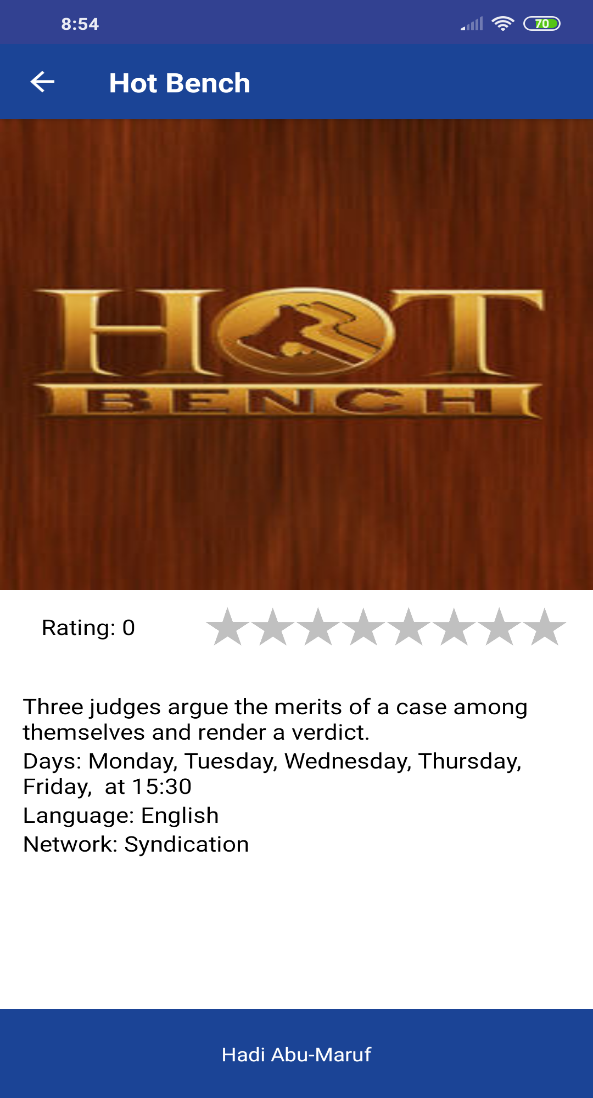 8:54
70
Hot Bench
HOT
BENCH
Rating: 0
Three judges argue the merits of a case among
themselves and render a verdict.
Days: Monday, Tuesday, Wednesday, Thursday,
Friday,  at 15:30
Language: English
Network: Syndication
Hadi Abu-Maruf